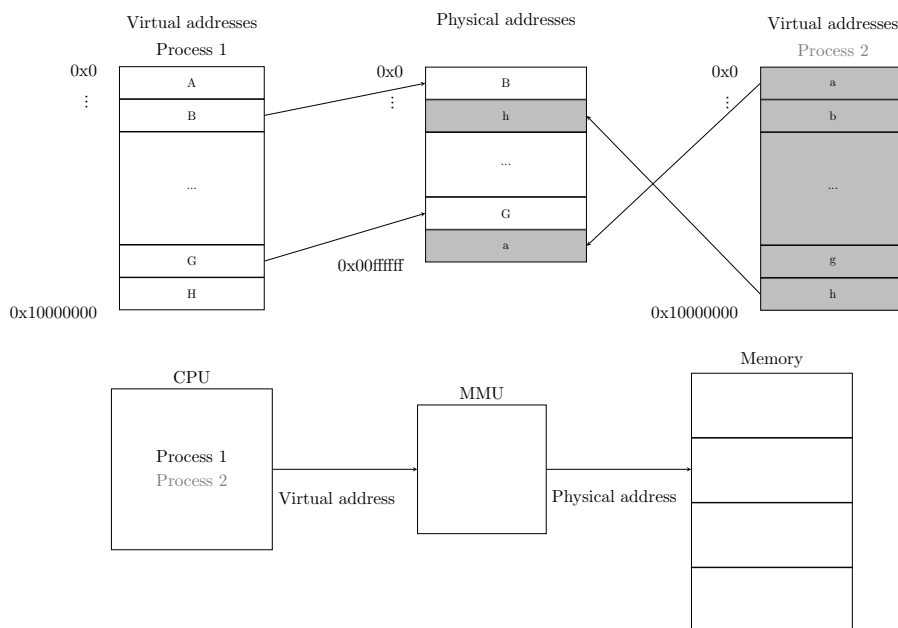 Virtual addresses
Process 1
0x0
⋮
A
B
...
G
H
0x10000000
Physical addresses
0x0
⋮
B
h
...
G
a
0x00ffffff
Virtual addresses
Process 2
0x0
⋮
a
b
...
g
h
0x10000000
CPU
Process 1
Process 2
Virtual address
MMU
Physical address
Memory